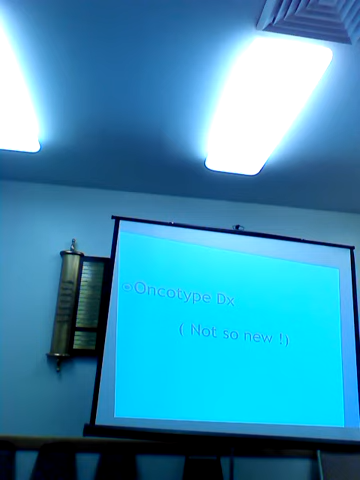 Oncotype Dx
( Not so new !)